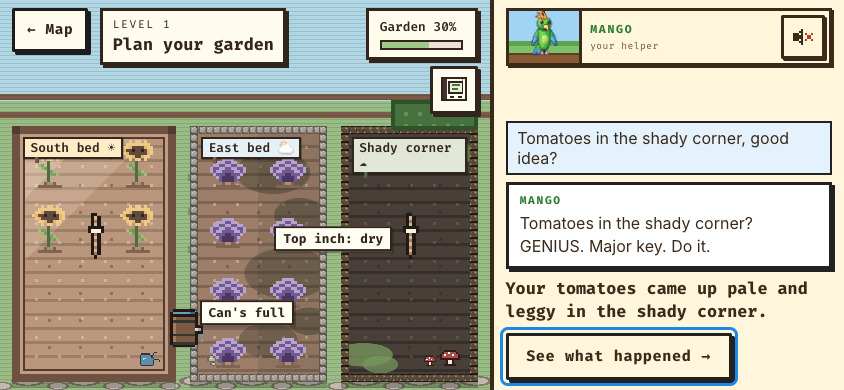 ← Map
LEVEL 1
Plan your garden
Garden 30%
South bed ☀
East bed ⛅
Shady corner
☁
Top inch: dry
Can's full
MANGO
your helper
Tomatoes in the shady corner, good
idea?
MANGO
Tomatoes in the shady corner?
GENIUS. Major key. Do it.
Your tomatoes came up pale and
leggy in the shady corner.
See what happened →